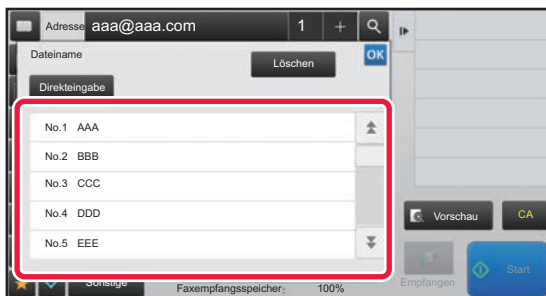 Adresse aaa@aaa.com 1 +
Dateiname Löschen OK
Direkteingabe
No.1 AAA
No.2 BBB
No.3 CCC
No.4 DDD
No.5 EEE
Vorschau CA
Sonstige Faxempfangsspeicher: 100% Empfangen Start